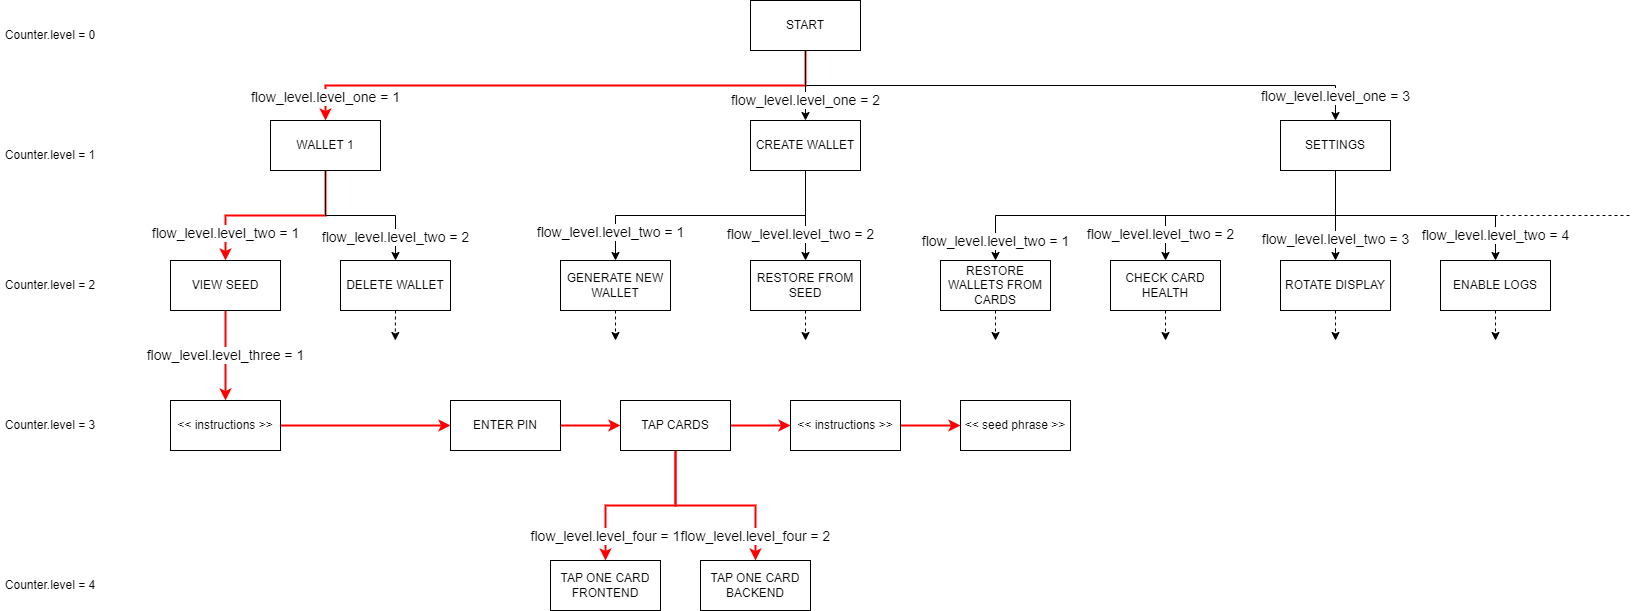 START
Counter.level = 0
flow_level.level_one = 1
flow_level.level_one = 2
flow_level.level_one = 3
WALLET 1
CREATE WALLET
SETTINGS
Counter.level = 1
flow_level.level_two = 1
flow_level.level_two = 2
flow_level.level_two = 1
flow_level.level_two = 2
flow_level.level_two = 1
flow_level.level_two = 2
flow_level.level_two = 3
flow_level.level_two = 4
Counter.level = 2
VIEW SEED
DELETE WALLET
GENERATE NEW
WALLET
RESTORE FROM
SEED
RESTORE
WALLETS FROM
CARDS
CHECK CARD
HEALTH
ROTATE DISPLAY
ENABLE LOGS
flow_level.level_three = 1
Counter.level = 3
<< instructions >>
ENTER PIN
TAP CARDS
<< instructions >>
<< seed phrase >>
flow_level.level_four = 1
flow_level.level_four = 2
Counter.level = 4
TAP ONE CARD
FRONTEND
TAP ONE CARD
BACKEND